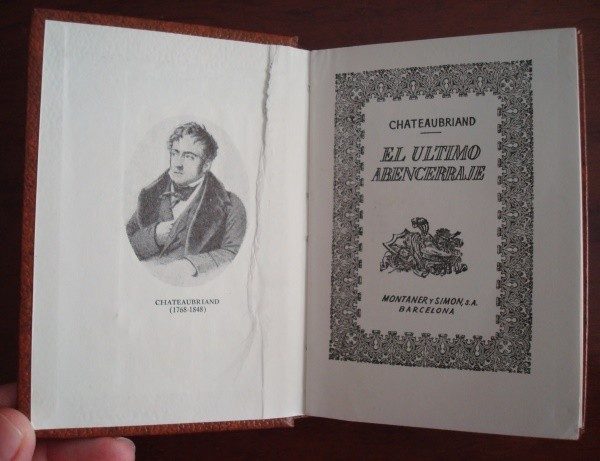 CHATEAUBRIAND
(1768-1848)
CHATEAUBRIAND
EL ULTIMO
ABENCERRAJE
MONTANER Y SIMON, S.A.
BARCELONA